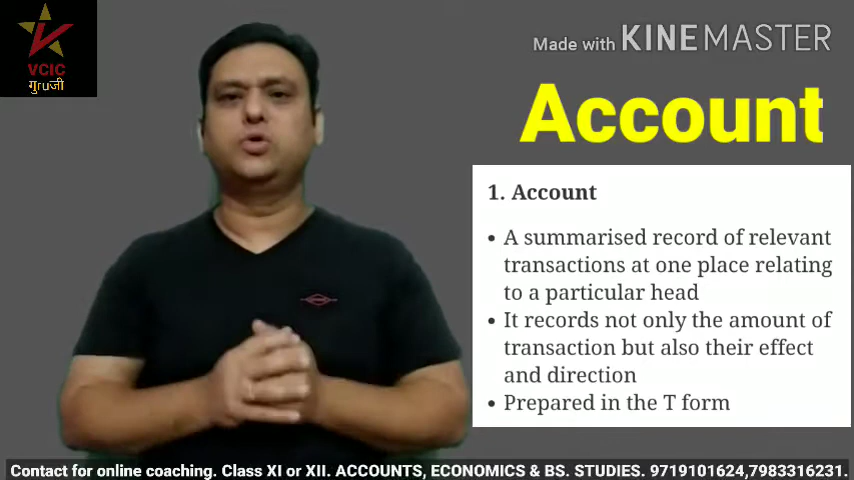 VCIC
गुruजी
Made with KINEMASTER
Account
1. Account
• A summarised record of relevant
transactions at one place relating
to a particular head
• It records not only the amount of
transaction but also their effect
and direction
• Prepared in the T form
Contact for online coaching. Class XI or XII. ACCOUNTS, ECONOMICS & BS. STUDIES. 9719101624,7983316231.